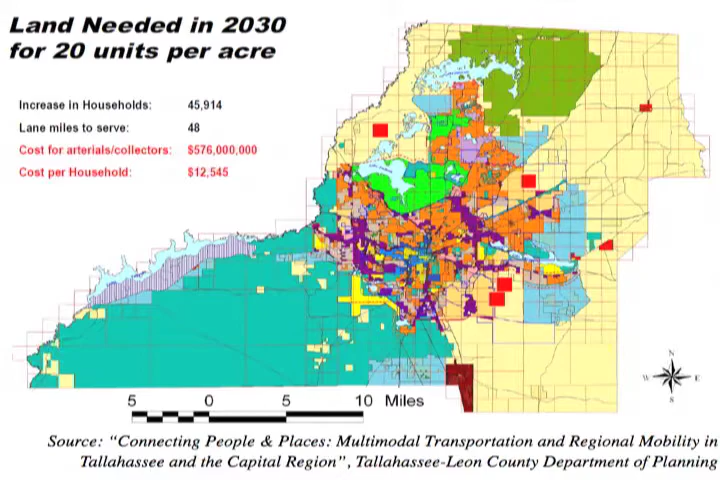 Land Needed in 2030
for 20 units per acre
Increase in Households: 45,914
Lane miles to serve: 48
Cost for arterials/collectors: $576,000,000
Cost per Household: $12,545
N
W E
S
5 0 5 10 Miles
Source: “Connecting People & Places: Multimodal Transportation and Regional Mobility in
Tallahassee and the Capital Region”, Tallahassee-Leon County Department of Planning